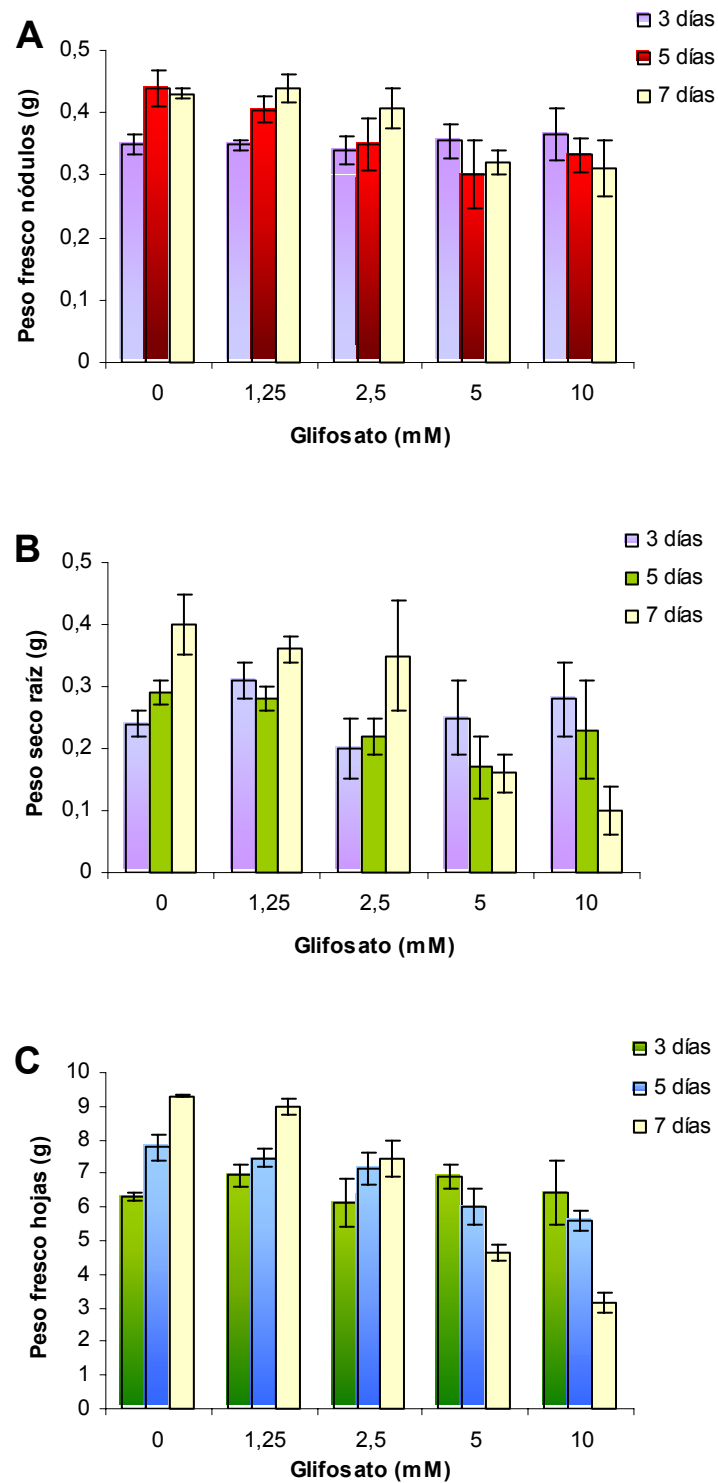 A
3 días
5 días
7 días
Peso fresco nódulos (g)
0,5
0,4
0,3
0,2
0,1
0
0 1,25 2,5 5 10
Glifosato (mM)
B
3 días
5 días
7 días
Peso seco raíz (g)
0,5
0,4
0,3
0,2
0,1
0
0 1,25 2,5 5 10
Glifosato (mM)
C
3 días
5 días
7 días
Peso fresco hojas (g)
10
9
8
7
6
5
4
3
2
1
0
0 1,25 2,5 5 10
Glifosato (mM)